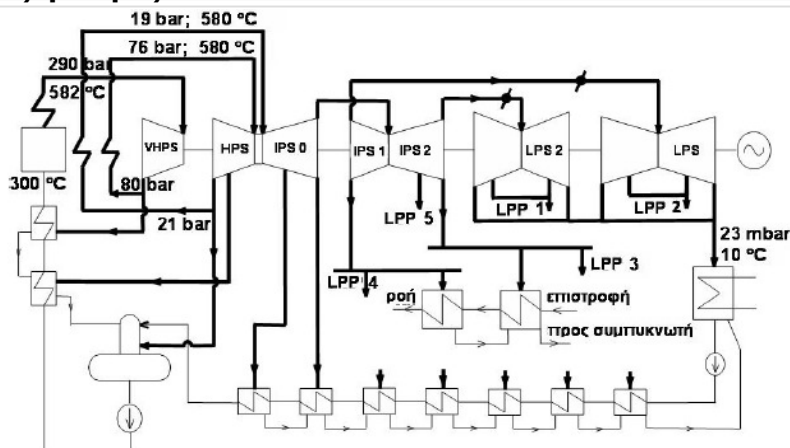 19 bar; 580 °C
76 bar; 580 °C
290 bar
582 °C
VHPS
HPS
IPS 0
IPS 1
IPS 2
LPS 2
LPS
300 °C
80 bar
21 bar
LPP 5
LPP 1
LPP 2
23 mbar
10 °C
LPP 4
LPP 3
ροή
επιστροφή
προς συμπυκνωτή